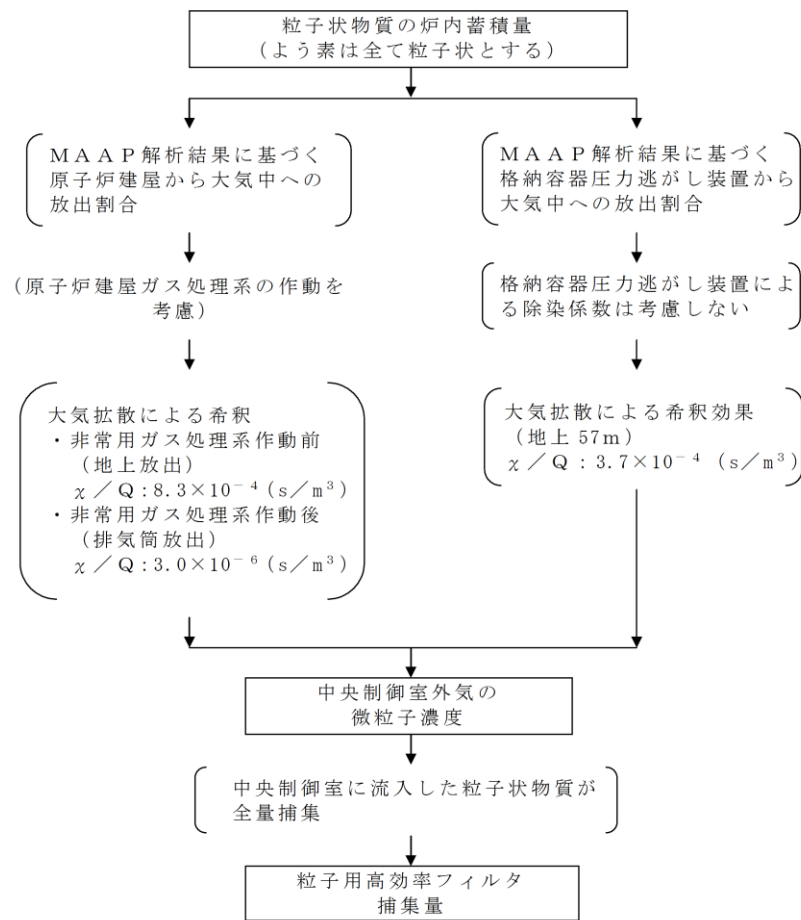 粒子状物質の炉内蓄積量
（よう素は全て粒子状とする）
ＭＡＡＰ解析結果に基づく
原子炉建屋から大気中への
放出割合
（原子炉建屋ガス処理系の作動を
考慮）
大気拡散による希釈
・非常用ガス処理系作動前
（地上放出）
χ／Ｑ：8.3×10⁻⁴（s／m³）
・非常用ガス処理系作動後
（排気筒放出）
χ／Ｑ：3.0×10⁻⁶（s／m³）
ＭＡＡＰ解析結果に基づく
格納容器圧力逃がし装置から
大気中への放出割合
格納容器圧力逃がし装置によ
る除染係数は考慮しない
大気拡散による希釈効果
（地上 57m）
χ／Ｑ：3.7×10⁻⁴（s／m³）
中央制御室外気の
微粒子濃度
中央制御室に流入した粒子状物質が
全量捕集
粒子用高効率フィルタ
捕集量